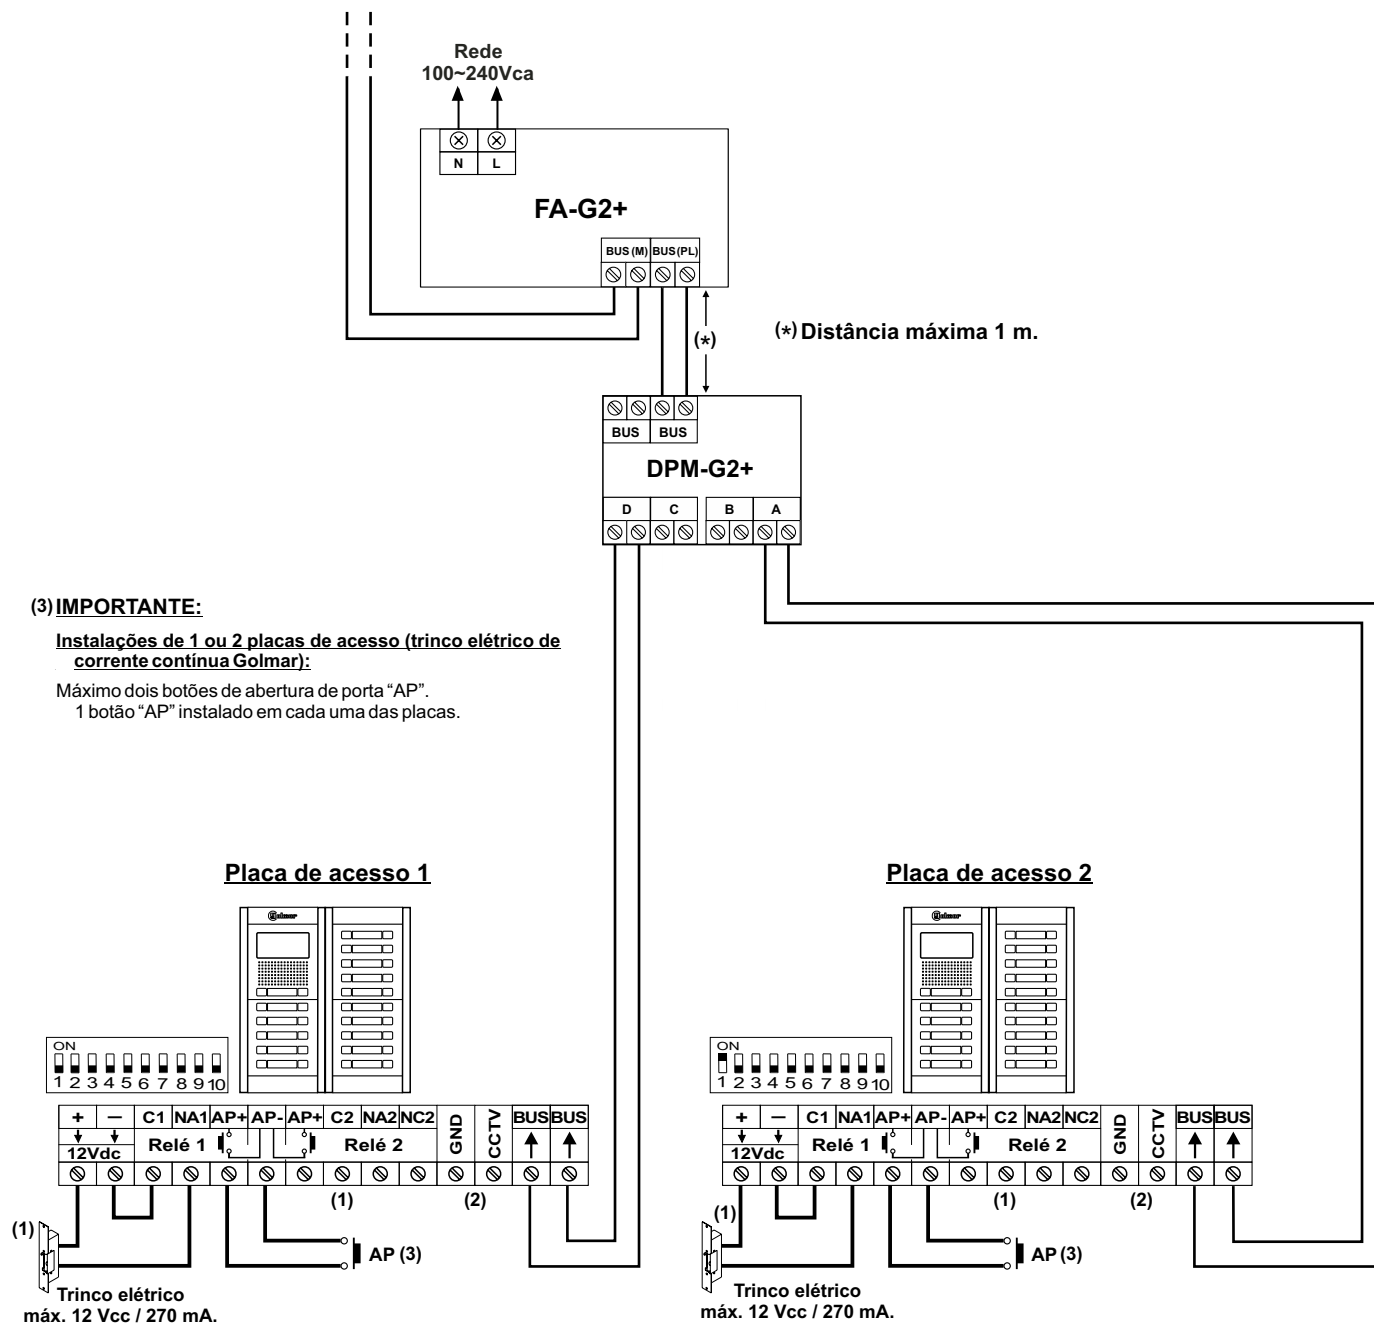 Rede
100~240Vca
N L
FA-G2+
BUS (M) BUS (PL)
(*)
(*) Distância máxima 1 m.
BUS BUS
DPM-G2+
D C B A
(3) IMPORTANTE:
Instalações de 1 ou 2 placas de acesso (trinco elétrico de
corrente contínua Golmar):
Máximo dois botões de abertura de porta “AP”.
1 botão “AP” instalado em cada uma das placas.
Placa de acesso 1
Golmar
ON
1 2 3 4 5 6 7 8 9 10
+ – C1 NA1 AP+ AP- AP+ C2 NA2 NC2 GND CCTV BUS BUS
12Vdc Relé 1 Relé 2
(1) (2)
(1)
AP (3)
Trinco elétrico
máx. 12 Vcc / 270 mA.
Placa de acesso 2
Golmar
ON
1 2 3 4 5 6 7 8 9 10
+ – C1 NA1 AP+ AP- AP+ C2 NA2 NC2 GND CCTV BUS BUS
12Vdc Relé 1 Relé 2
(1) (2)
(1)
AP (3)
Trinco elétrico
máx. 12 Vcc / 270 mA.